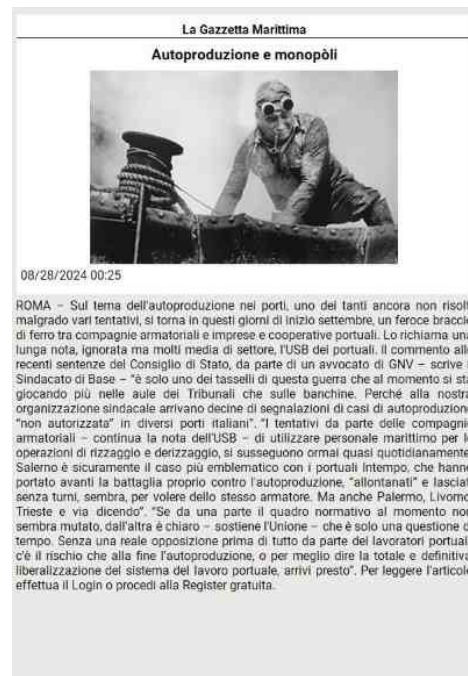 La Gazzetta Marittima
Autoproduzione e monopòli
08/28/2024 00:25
ROMA – Sul tema dell'autoproduzione nei porti, uno dei tanti ancora non risolti
malgrado vari tentativi, si torna in questi giorni di inizio settembre, un feroce braccio
di ferro tra compagnie armatoriali e imprese e cooperative portuali. Lo richiama una
lunga nota, ignorata ma molti media di settore, l'USB dei portuali. Il commento alle
recenti sentenze del Consiglio di Stato, da parte di un avvocato di GNV – scrive il
Sindacato di Base – "è solo uno dei tasselli di questa guerra che al momento si sta
giocando più nelle aule dei Tribunali che sulle banchine. Perché alla nostra
organizzazione sindacale arrivano decine di segnalazioni di casi di autoproduzione
"non autorizzata" in diversi porti italiani". "I tentativi da parte delle compagnie
armatoriali – continua la nota dell'USB – di utilizzare personale marittimo per le
operazioni di rizzaggio e derizzaggio, si susseguono ormai quasi quotidianamente.
Salerno è sicuramente il caso più emblematico con i portuali Intempo, che hanno
portato avanti la battaglia proprio contro l'autoproduzione, "allontanati" e lasciati
senza turni, sembra, per volere dello stesso armatore. Ma anche Palermo, Livorno,
Trieste e via dicendo". "Se da una parte il quadro normativo al momento non
sembra mutato, dall'altra è chiaro – sostiene l'Unione – che è solo una questione di
tempo. Senza una reale opposizione prima di tutto da parte dei lavoratori portuali
c'è il rischio che alla fine l'autoproduzione, o per meglio dire la totale e definitiva
liberalizzazione del sistema del lavoro portuale, arrivi presto". Per leggere l'articolo
effettua il Login o procedi alla Register gratuita.